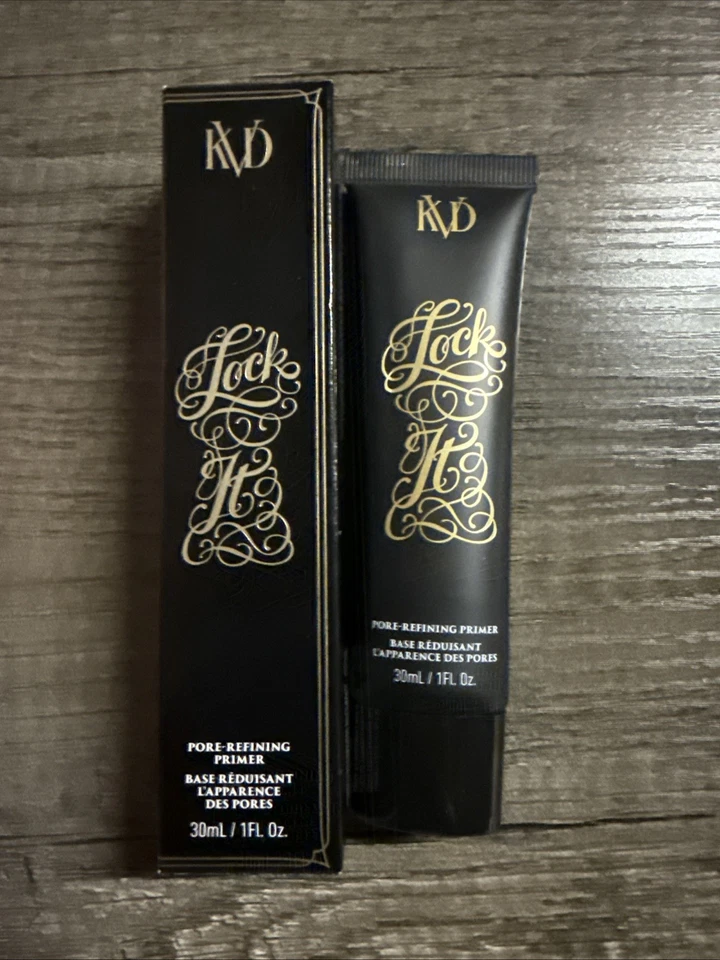 KVD
Lock
It
PORE-REFINING
PRIMER
BASE RÉDUISANT
L'APPARENCE
DES PORES
30mL / 1FL. Oz.
KVD
Lock
It
PORE-REFINING PRIMER
BASE RÉDUISANT
L'APPARENCE DES PORES
30mL / 1FL. Oz.